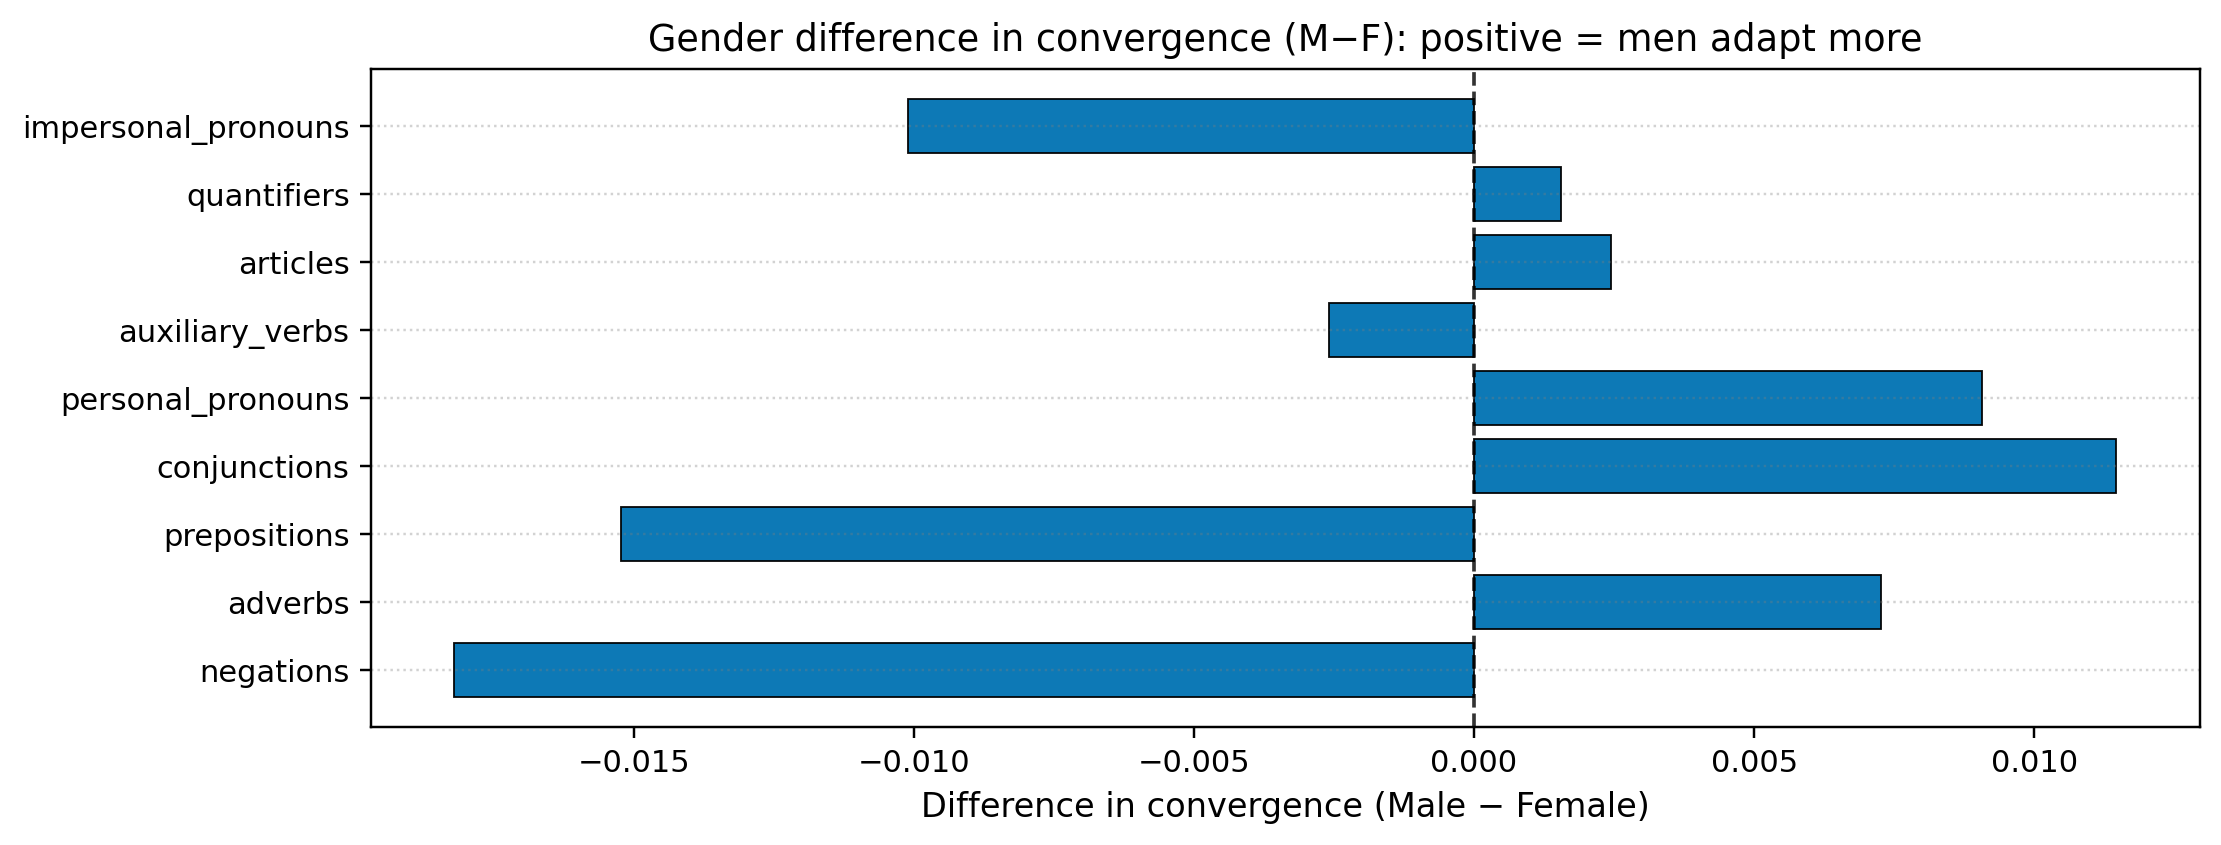 Gender difference in convergence (M−F): positive = men adapt more
impersonal_pronouns
quantifiers
articles
auxiliary_verbs
personal_pronouns
conjunctions
prepositions
adverbs
negations
−0.015 −0.010 −0.005 0.000 0.005 0.010
Difference in convergence (Male − Female)